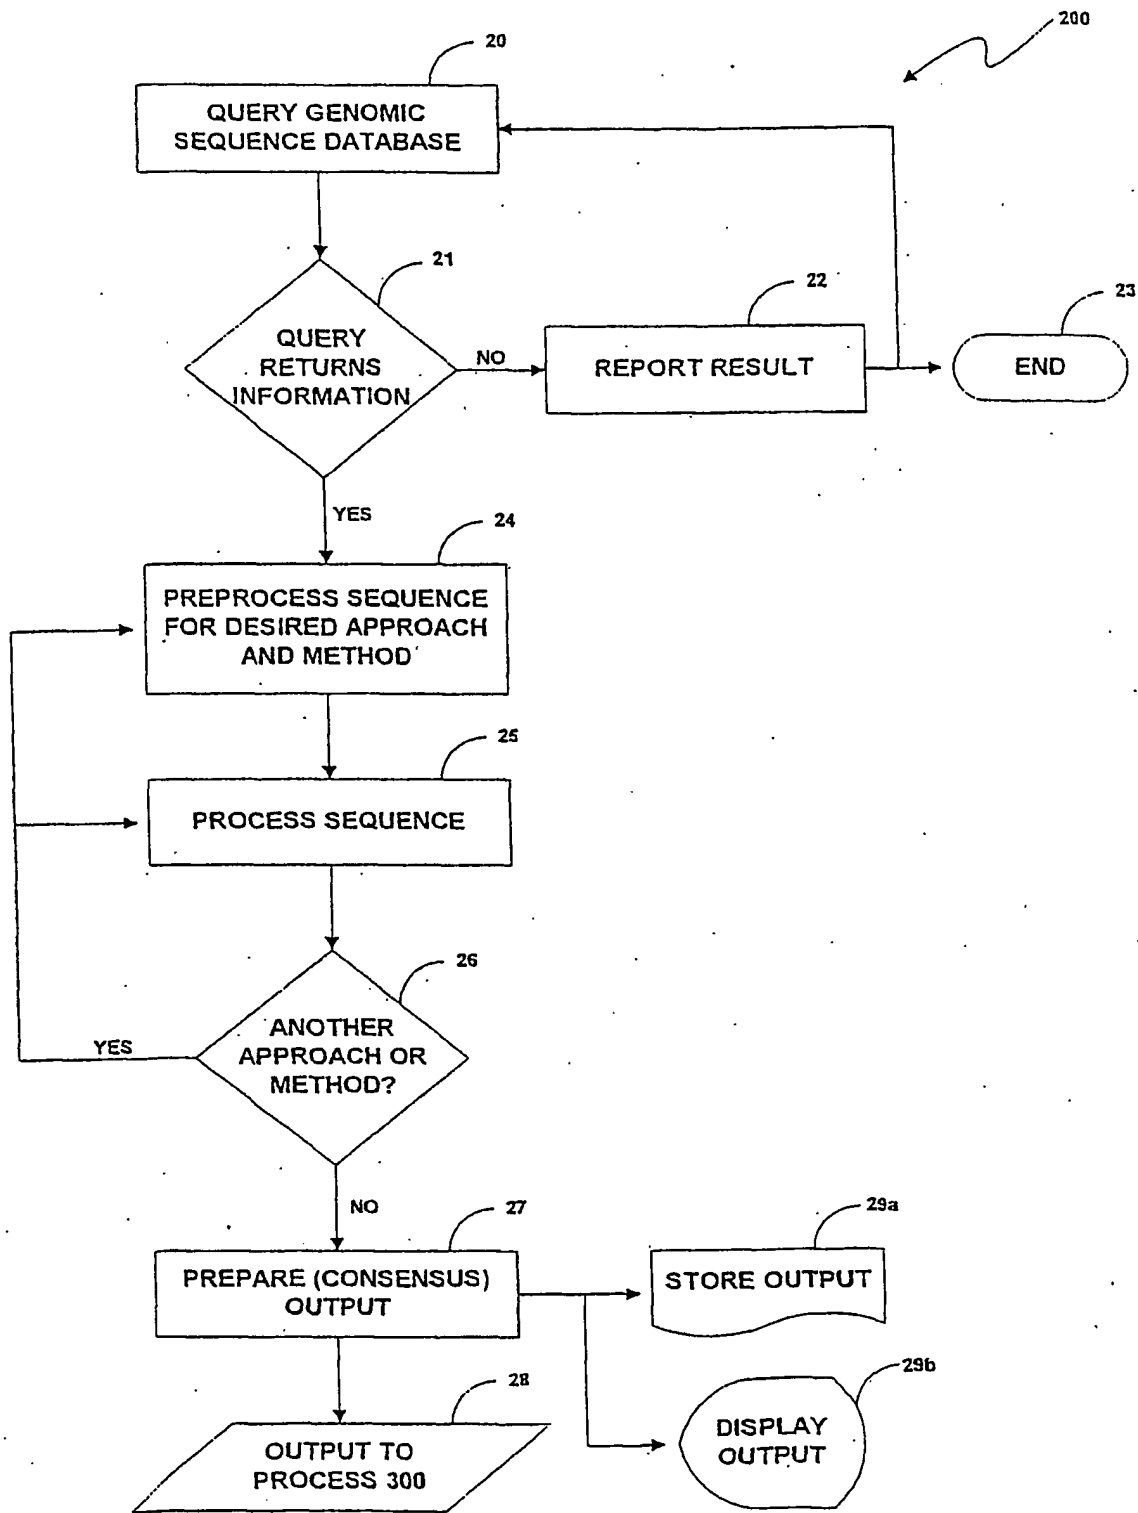 200
20
QUERY GENOMIC
SEQUENCE DATABASE
21
QUERY
RETURNS
INFORMATION
NO
22
REPORT RESULT
23
END
YES
24
PREPROCESS SEQUENCE
FOR DESIRED APPROACH
AND METHOD
25
PROCESS SEQUENCE
26
ANOTHER
APPROACH OR
METHOD?
YES
NO
27
PREPARE (CONSENSUS)
OUTPUT
29a
STORE OUTPUT
28
OUTPUT TO
PROCESS 300
29b
DISPLAY
OUTPUT